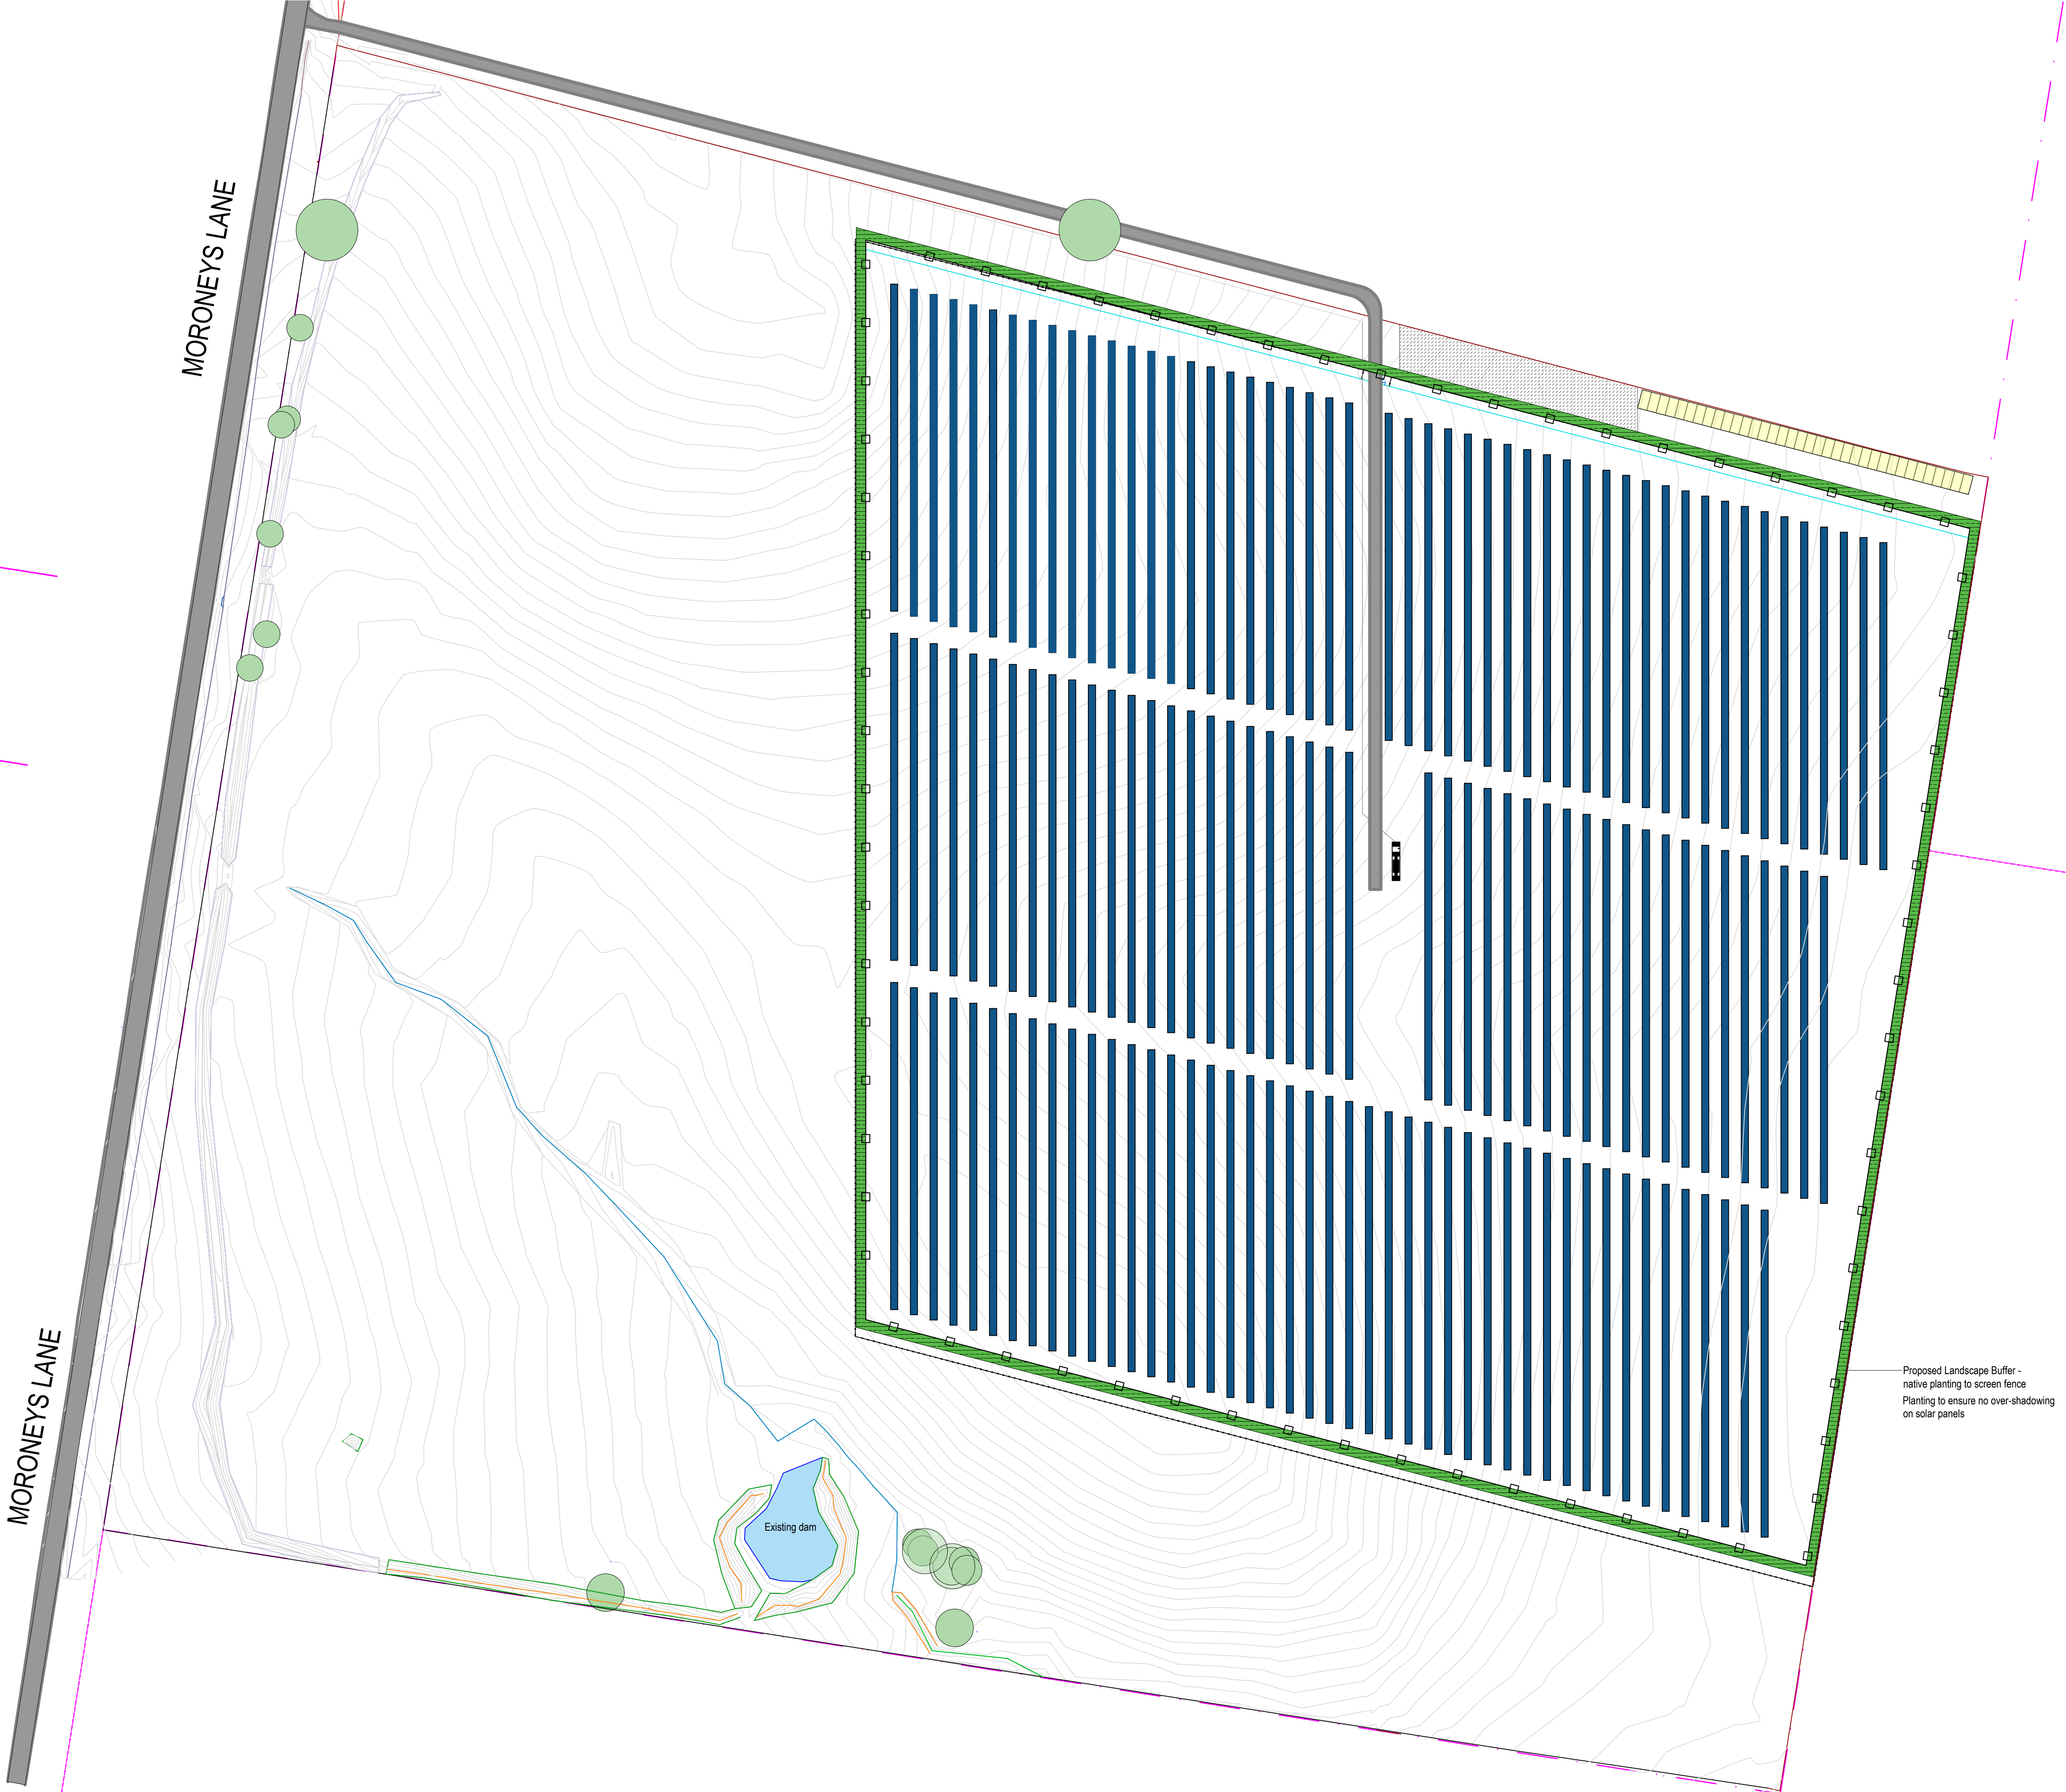 MORONEYS LANE
Proposed Landscape Buffer -
native planting to screen fence
Planting to ensure no over-shadowing
on solar panels
MORONEYS LANE
Existing dam